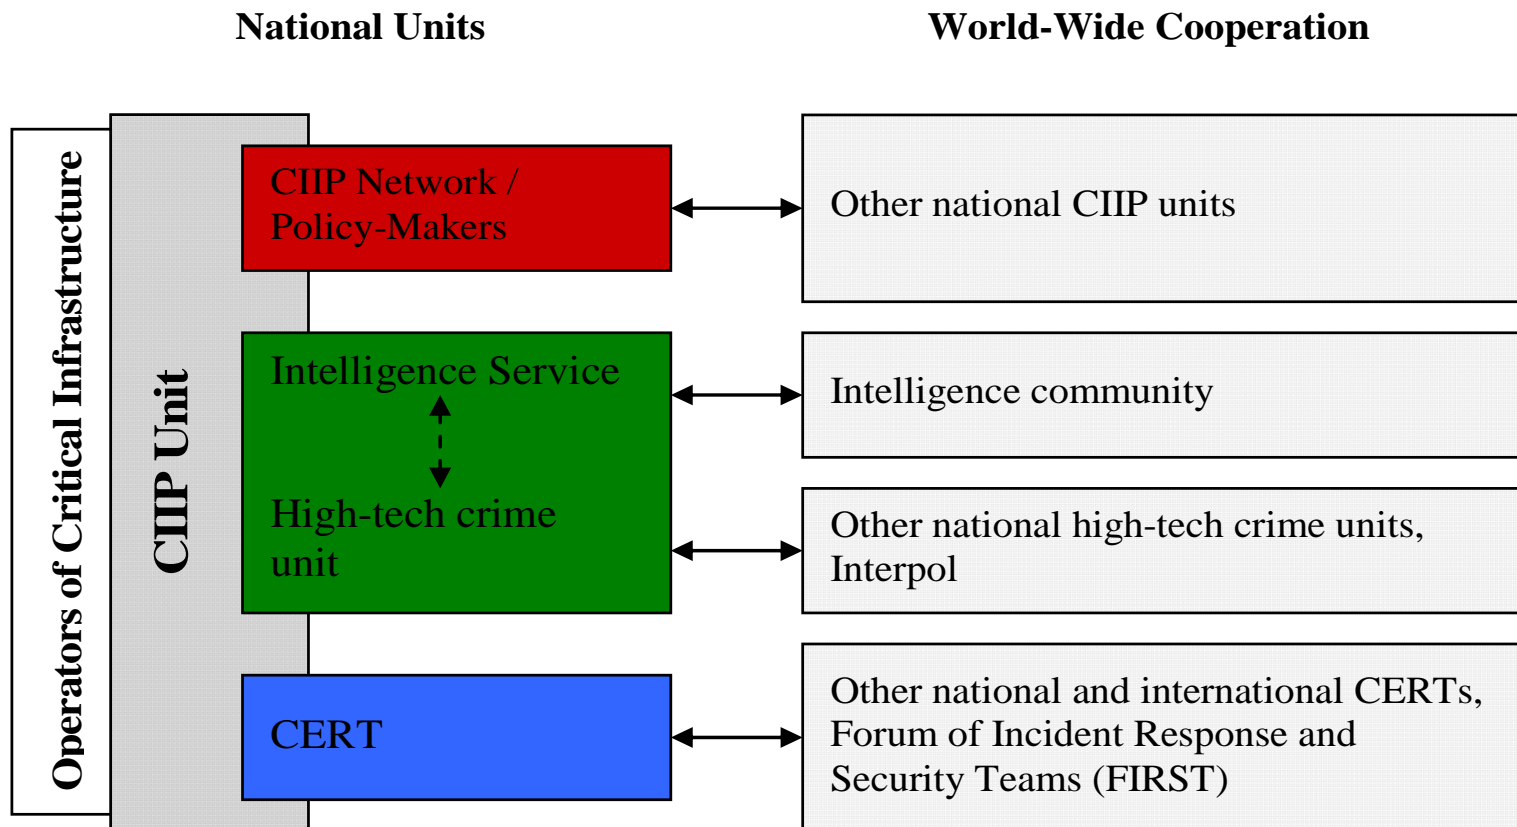 National Units
World-Wide Cooperation
Operators of Critical Infrastructure
CIIP Unit
CIIP Network /
Policy-Makers
Other national CIIP units
Intelligence Service
Intelligence community
High-tech crime
unit
Other national high-tech crime units,
Interpol
CERT
Other national and international CERTs,
Forum of Incident Response and
Security Teams (FIRST)